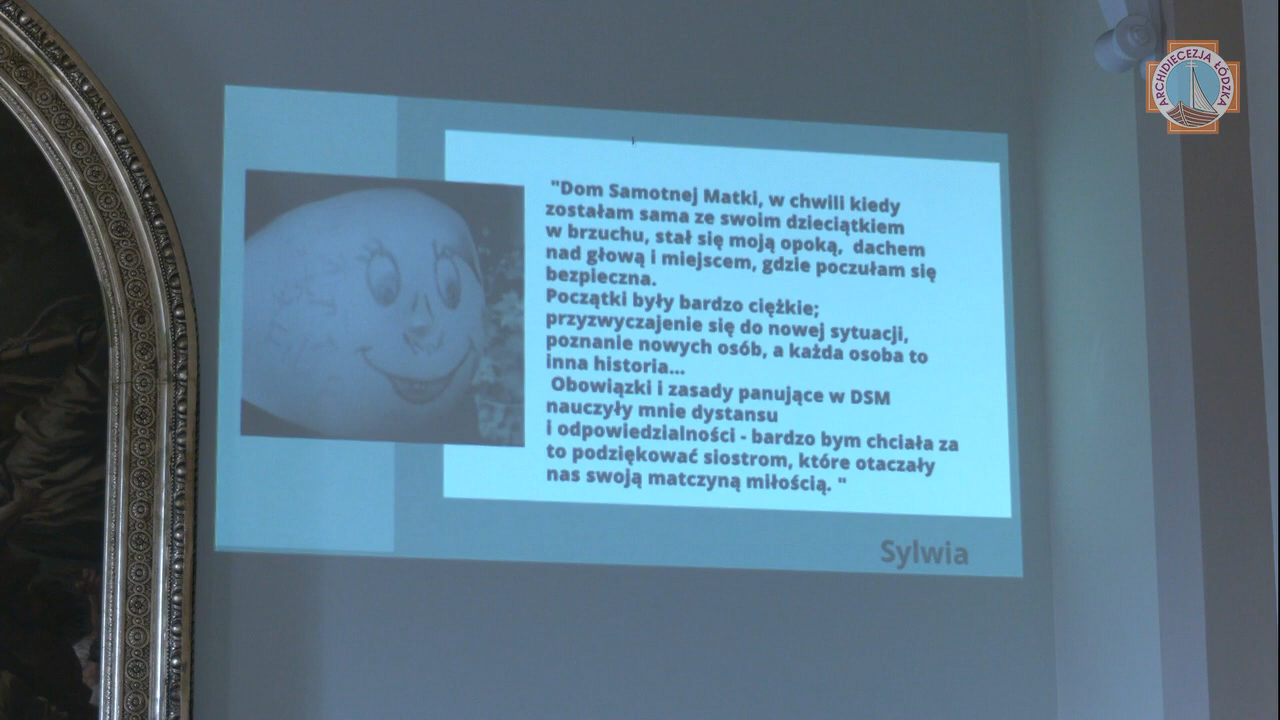 ARCHIDIECEZJA ŁÓDZKA
"Dom Samotnej Matki, w chwili kiedy
zostałam sama ze swoim dzieciątkiem
w brzuchu, stał się moją opoką,  dachem
nad głową i miejscem, gdzie poczułam się
bezpieczna.
Początki były bardzo ciężkie;
przyzwyczajenie się do nowej sytuacji,
poznanie nowych osób, a każda osoba to
inna historia...
Obowiązki i zasady panujące w DSM
nauczyły mnie dystansu
i odpowiedzialności - bardzo bym chciała za
to podziękować siostrom, które otaczały
nas swoją matczyną miłością. "
Sylwia